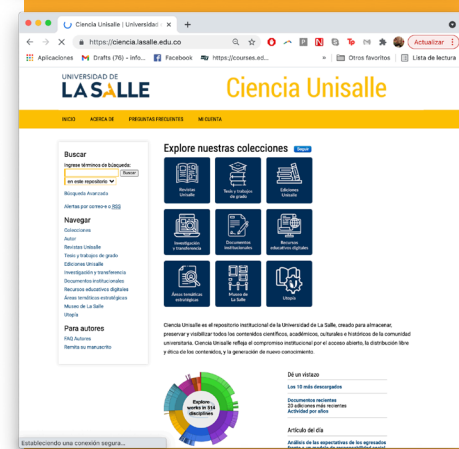 Ciencia Unisalle | Universidad
https://ciencia.lasalle.edu.co
Actualizar
Aplicaciones
Drafts (76) - info...
Facebook
https://courses.ed...
»
Otros favoritos
Lista de lectura
UNIVERSIDAD DE
LA SALLE
Ciencia Unisalle
INICIO ACERCA DE PREGUNTAS FRECUENTES MI CUENTA
Buscar
Ingrese términos de búsqueda:
Buscar
en este repositorio
Búsqueda Avanzada
Alertas por correo-e o RSS
Navegar
Colecciones
Autor
Revistas Unisalle
Tesis y trabajos de grado
Ediciones Unisalle
Investigación y transferencia
Documentos institucionales
Recursos educativos digitales
Áreas temáticas estratégicas
Museo de La Salle
Utopía
Para autores
FAQ Autores
Remita su manuscrito
Explore nuestras colecciones
Seguir
Revistas
Unisalle
Tesis y trabajos
de grado
Ediciones
Unisalle
Investigación
y transferencia
Documentos
institucionales
Recursos
educativos digitales
Áreas temáticas
estratégicas
Museo de
La Salle
Utopía
Ciencia Unisalle es el repositorio institucional de la Universidad de La Salle, creado para almacenar,
preservar y visibilizar todos los contenidos científicos, académicos, culturales e históricos de la comunidad
universitaria. Ciencia Unisalle refleja el compromiso institucional por el acceso abierto, la distribución libre
y ética de los contenidos, y la generación de nuevo conocimiento.
Explore
works in 514
disciplines
Dé un vistazo
Los 10 más descargados
Documentos recientes
20 adiciones más recientes
Actividad por años
Artículo del día
Análisis de las expectativas de los egresados
Estableciendo una conexión segura...